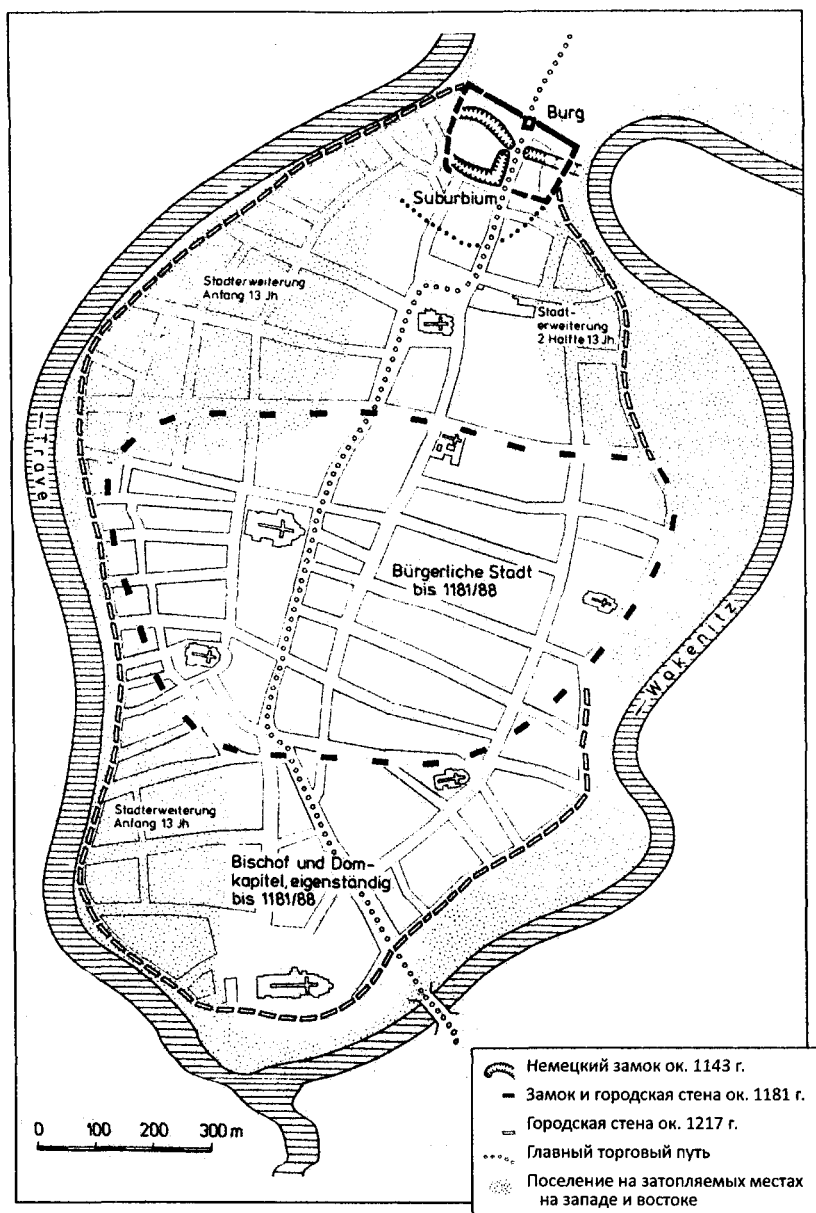 Burg
Suburbium
Stadterweiterung
Anfang 13 Jh
Stadt-
erweiterung
2 Hälfte 13 Jh.
—Trave
Bürgerliche Stadt
bis 1181/88
—Wakenitz
Stadterweiterung
Anfang 13 Jh
Bischof und Dom-
kapitel, eigenständig
bis 1181/88
0 100 200 300 m
Немецкий замок ок. 1143 г.
Замок и городская стена ок. 1181 г.
Городская стена ок. 1217 г.
Главный торговый путь
Поселение на затопляемых местах
на западе и востоке